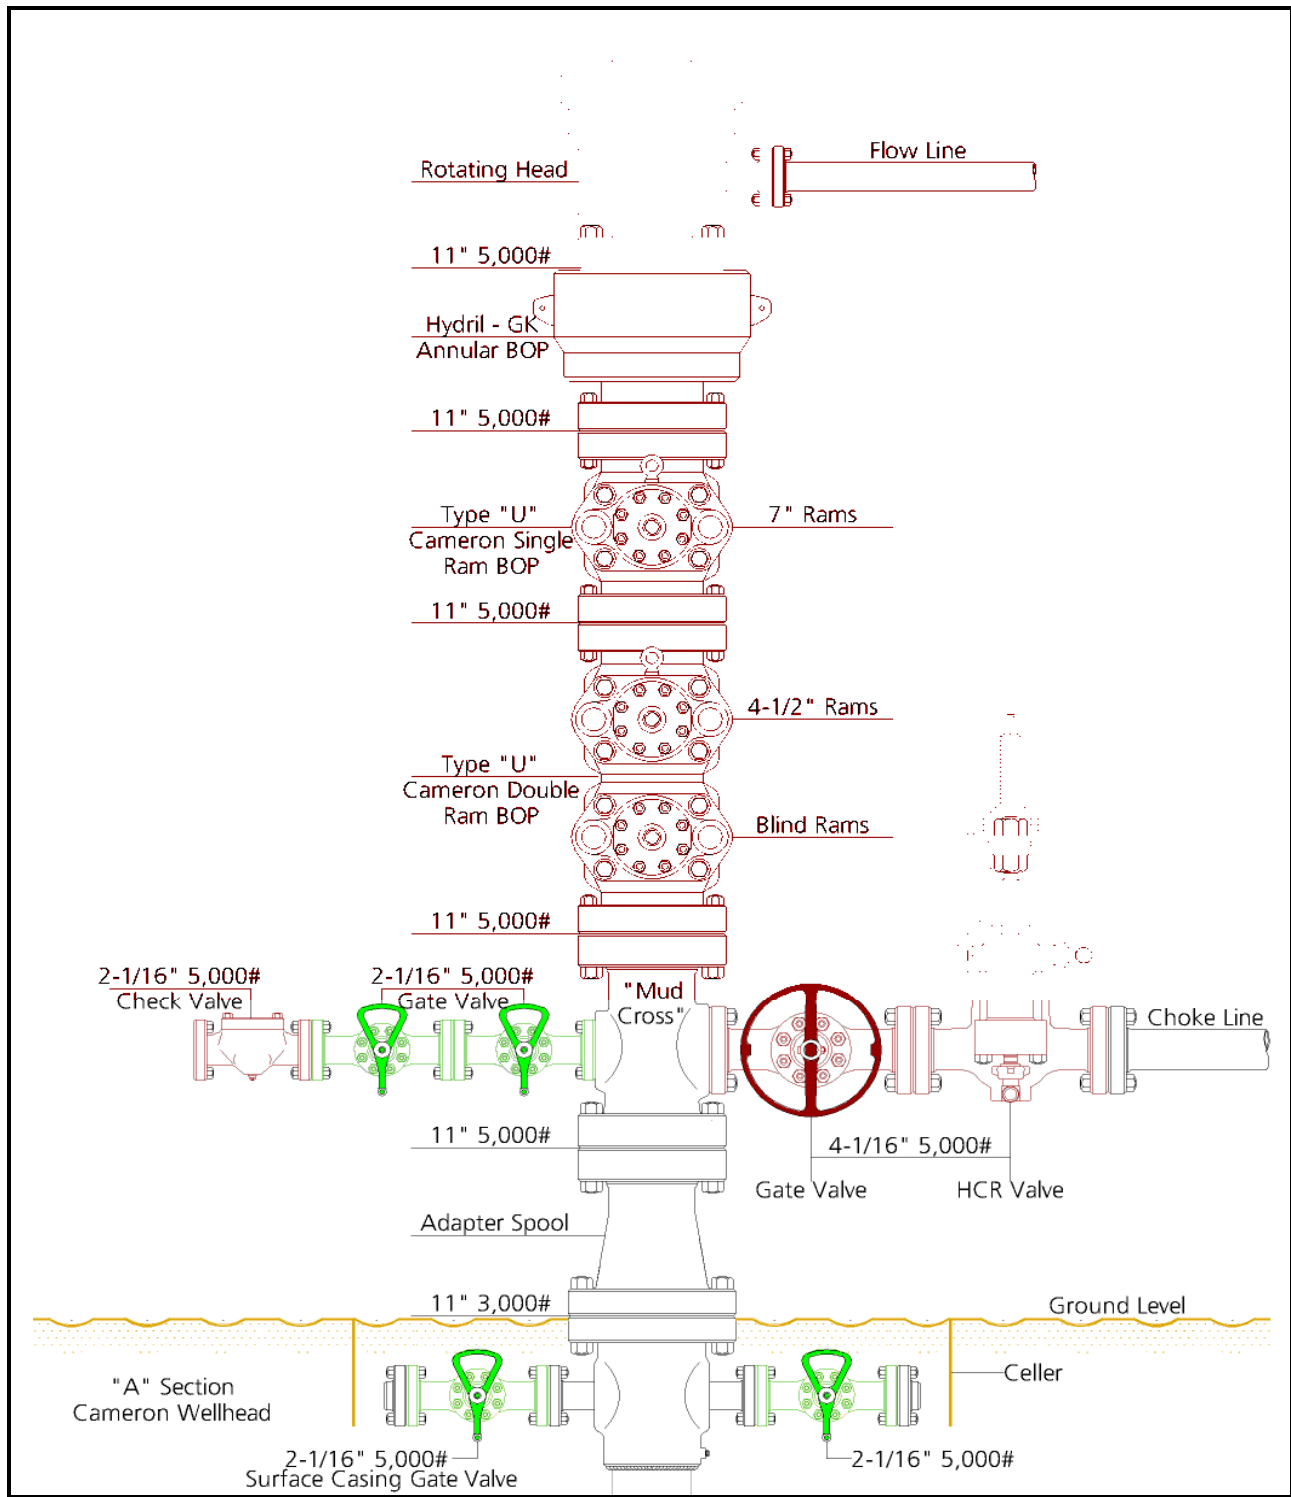 Flow Line
Rotating Head
11" 5,000#
Hydril - GK
Annular BOP
11" 5,000#
Type "U"
Cameron Single
Ram BOP
7" Rams
11" 5,000#
4-1/2" Rams
Type "U"
Cameron Double
Ram BOP
Blind Rams
11" 5,000#
2-1/16" 5,000#
Check Valve
2-1/16" 5,000#
Gate Valve
"Mud
Cross"
Choke Line
11" 5,000#
4-1/16" 5,000#
Gate Valve
HCR Valve
Adapter Spool
11" 3,000#
Ground Level
"A" Section
Cameron Wellhead
Celler
2-1/16" 5,000#
Surface Casing Gate Valve
2-1/16" 5,000#